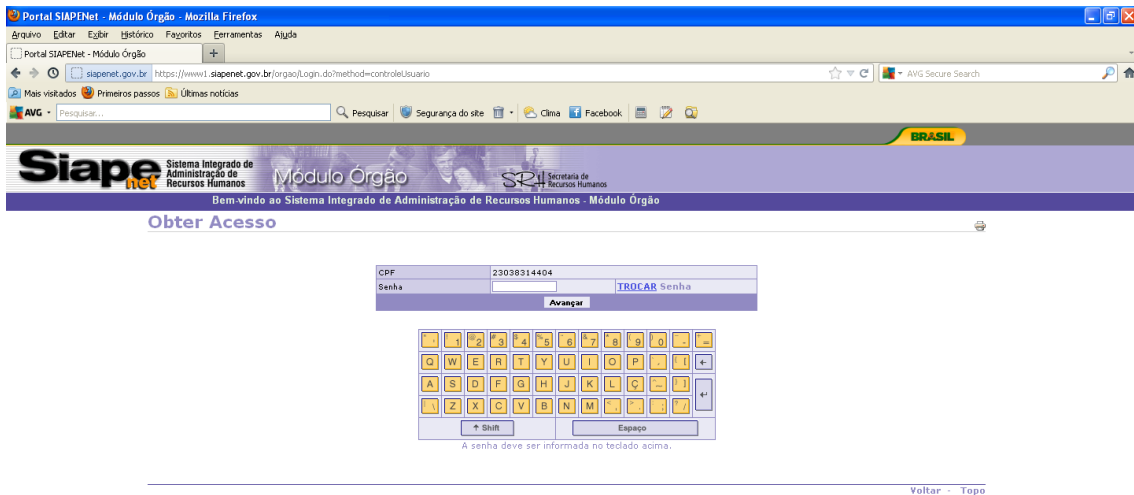 Portal SIAPENet - Módulo Órgão - Mozilla Firefox
Arquivo Editar Exibir Histórico Favoritos Ferramentas Ajuda
Portal SIAPENet - Módulo Órgão +
siapenet.gov.br https://www1.siapenet.gov.br/orgao/Login.do?method=controleUsuario AVG Secure Search
Mais visitados Primeiros passos Últimas notícias
AVG Pesquisar... Pesquisar Segurança do site Clima Facebook
BRASIL
Siape net Sistema Integrado de Administração de Recursos Humanos
Módulo Órgão
SRH Secretaria de Recursos Humanos
Bem-vindo ao Sistema Integrado de Administração de Recursos Humanos - Módulo Órgão
Obter Acesso
CPF 23038314404
Senha TROCAR Senha
Avançar
1 2 3 4 5 6 7 8 9 0 - =
Q W E R T Y U I O P [
A S D F G H J K L Ç ]
\ Z X C V B N M , . ; /
Shift Espaço
A senha deve ser informada no teclado acima.
Voltar - Topo